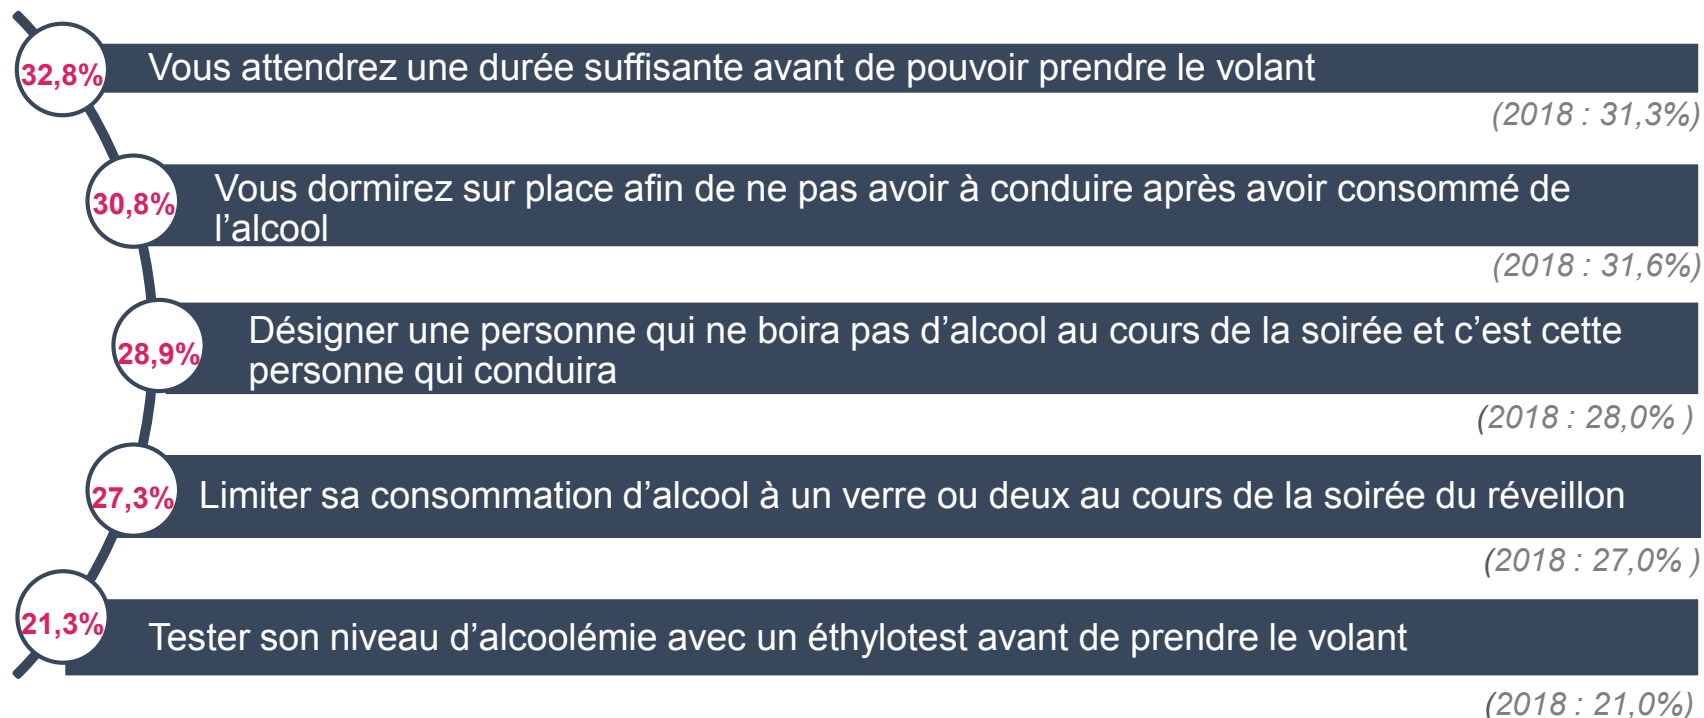 32,8%
Vous attendrez une durée suffisante avant de pouvoir prendre le volant
(2018 : 31,3%)
30,8%
Vous dormirez sur place afin de ne pas avoir à conduire après avoir consommé de
l’alcool
(2018 : 31,6%)
28,9%
Désigner une personne qui ne boira pas d’alcool au cours de la soirée et c’est cette
personne qui conduira
(2018 : 28,0% )
27,3%
Limiter sa consommation d’alcool à un verre ou deux au cours de la soirée du réveillon
(2018 : 27,0% )
21,3%
Tester son niveau d’alcoolémie avec un éthylotest avant de prendre le volant
(2018 : 21,0%)